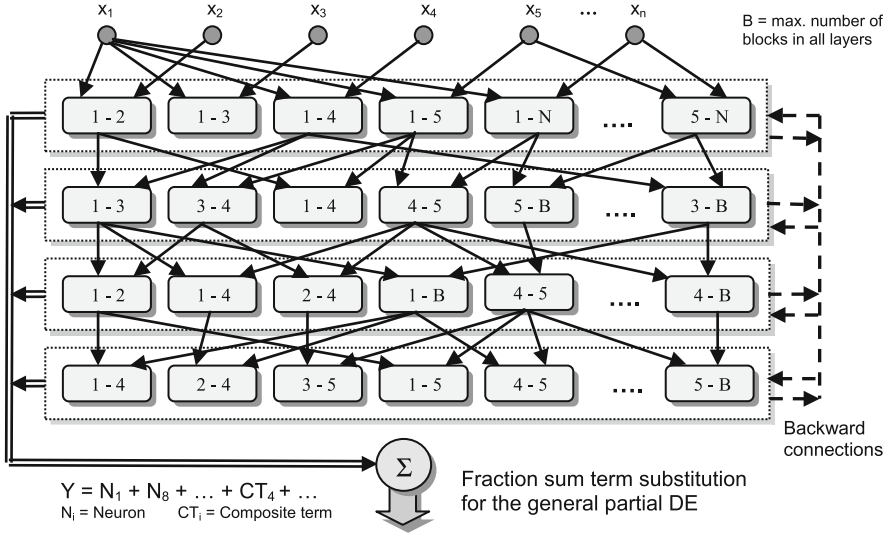 x1 x2 x3 x4 x5 ... xn
B = max. number of
blocks in all layers
1 - 2 1 - 3 1 - 4 1 - 5 1 - N .... 5 - N
1 - 3 3 - 4 1 - 4 4 - 5 5 - B .... 3 - B
1 - 2 1 - 4 2 - 4 1 - B 4 - 5 .... 4 - B
1 - 4 2 - 4 3 - 5 1 - 5 4 - 5 .... 5 - B
Backward
connections
Σ
Y = N1 + N8 + ... + CT4 + ...
Ni = Neuron CTi = Composite term
Fraction sum term substitution
for the general partial DE